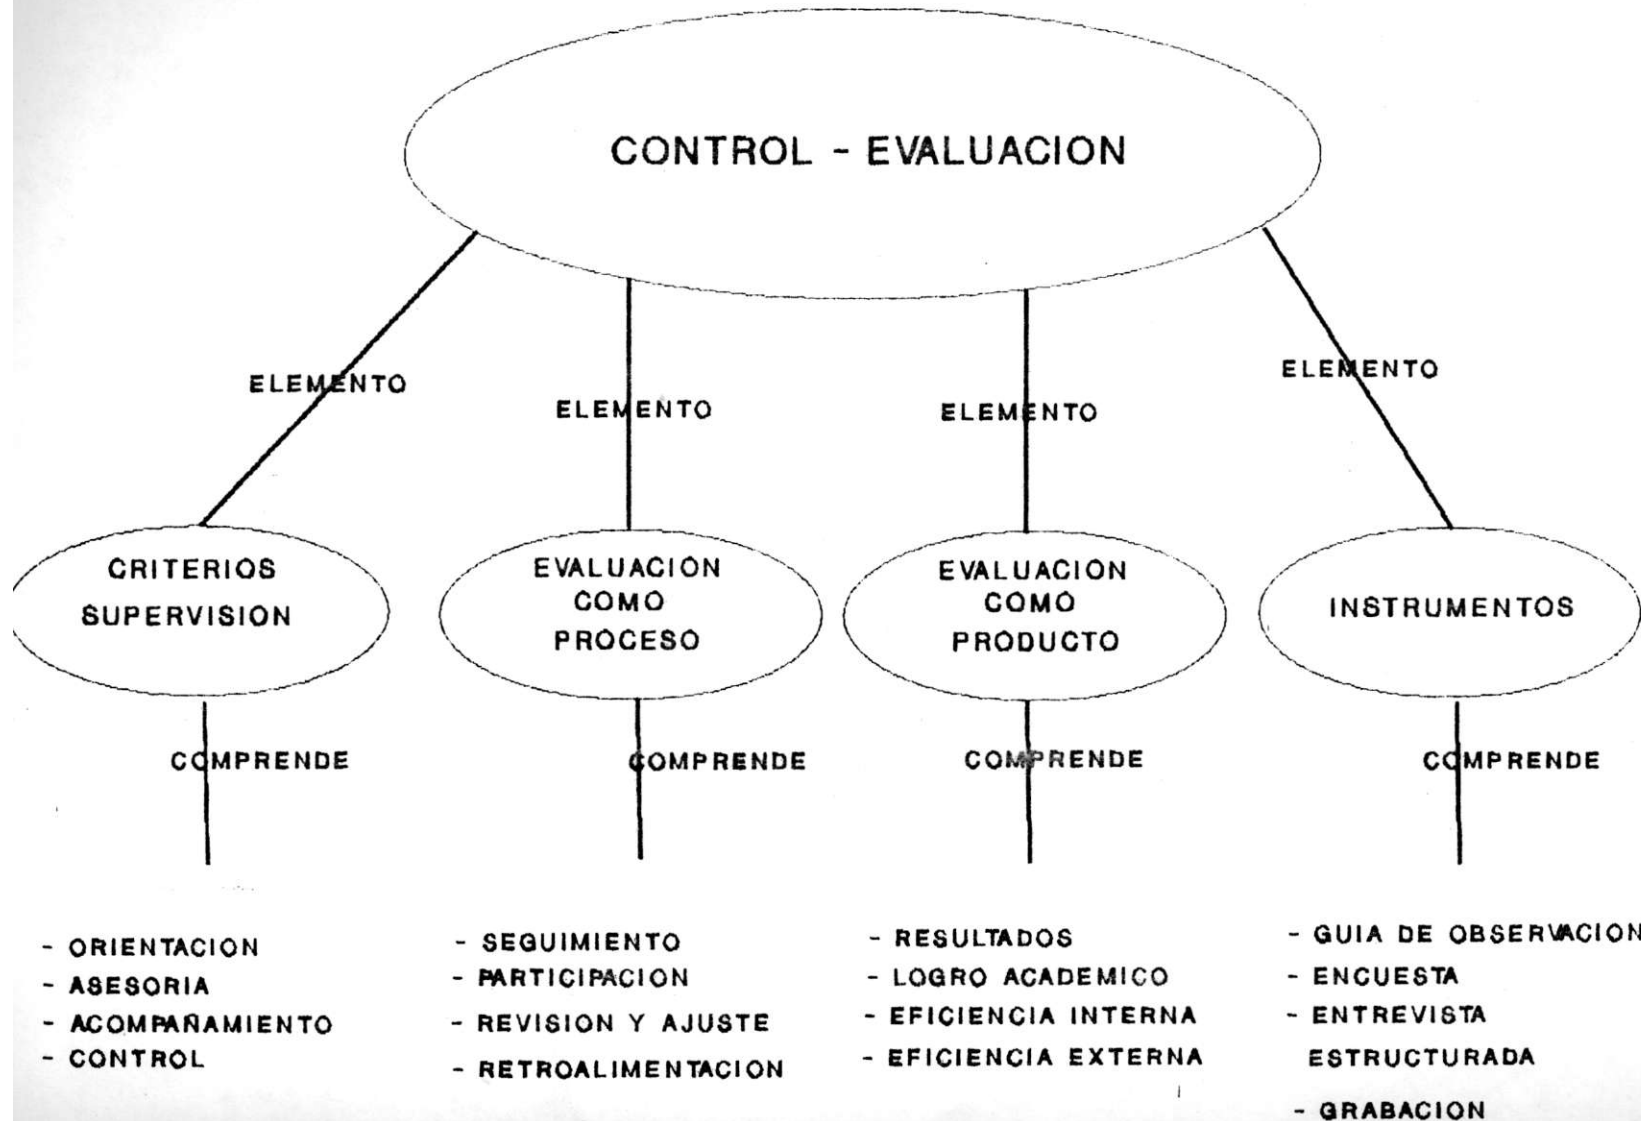 CONTROL - EVALUACION
ELEMENTO
ELEMENTO
ELEMENTO
ELEMENTO
CRITERIOS
SUPERVISION
EVALUACION
COMO
PROCESO
EVALUACION
COMO
PRODUCTO
INSTRUMENTOS
COMPRENDE
COMPRENDE
COMPRENDE
COMPRENDE
- ORIENTACION
- ASESORIA
- ACOMPAÑAMIENTO
- CONTROL
- SEGUIMIENTO
- PARTICIPACION
- REVISION Y AJUSTE
- RETROALIMENTACION
- RESULTADOS
- LOGRO ACADEMICO
- EFICIENCIA INTERNA
- EFICIENCIA EXTERNA
- GUIA DE OBSERVACION
- ENCUESTA
- ENTREVISTA
ESTRUCTURADA
- GRABACION